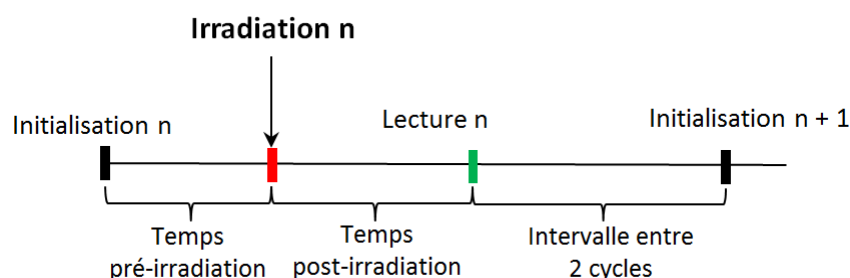 Irradiation n
Initialisation n
Lecture n
Initialisation n + 1
Temps
pré-irradiation
Temps
post-irradiation
Intervalle entre
2 cycles